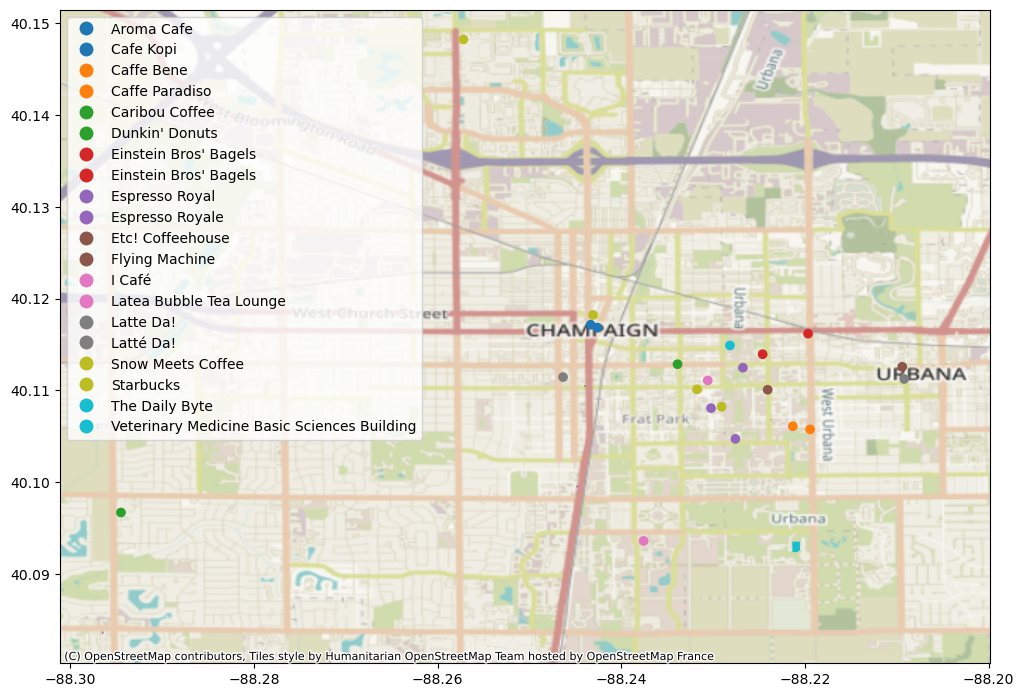 40.15
40.14
40.13
40.12
40.11
40.10
40.09
Aroma Cafe
Cafe Kopi
Caffe Bene
Caffe Paradiso
Caribou Coffee
Dunkin' Donuts
Einstein Bros' Bagels
Einstein Bros' Bagels
Espresso Royal
Espresso Royale
Etc! Coffeehouse
Flying Machine
I Café
Latea Bubble Tea Lounge
Latte Da!
Latté Da!
Snow Meets Coffee
Starbucks
The Daily Byte
Veterinary Medicine Basic Sciences Building
West Bloomington Road
West Church Street
Urbana
Urbana
CHAMPAIGN
URBANA
Frat Park
West Urbana
Urbana
(C) OpenStreetMap contributors, Tiles style by Humanitarian OpenStreetMap Team hosted by OpenStreetMap France
−88.30
−88.28
−88.26
−88.24
−88.22
−88.20